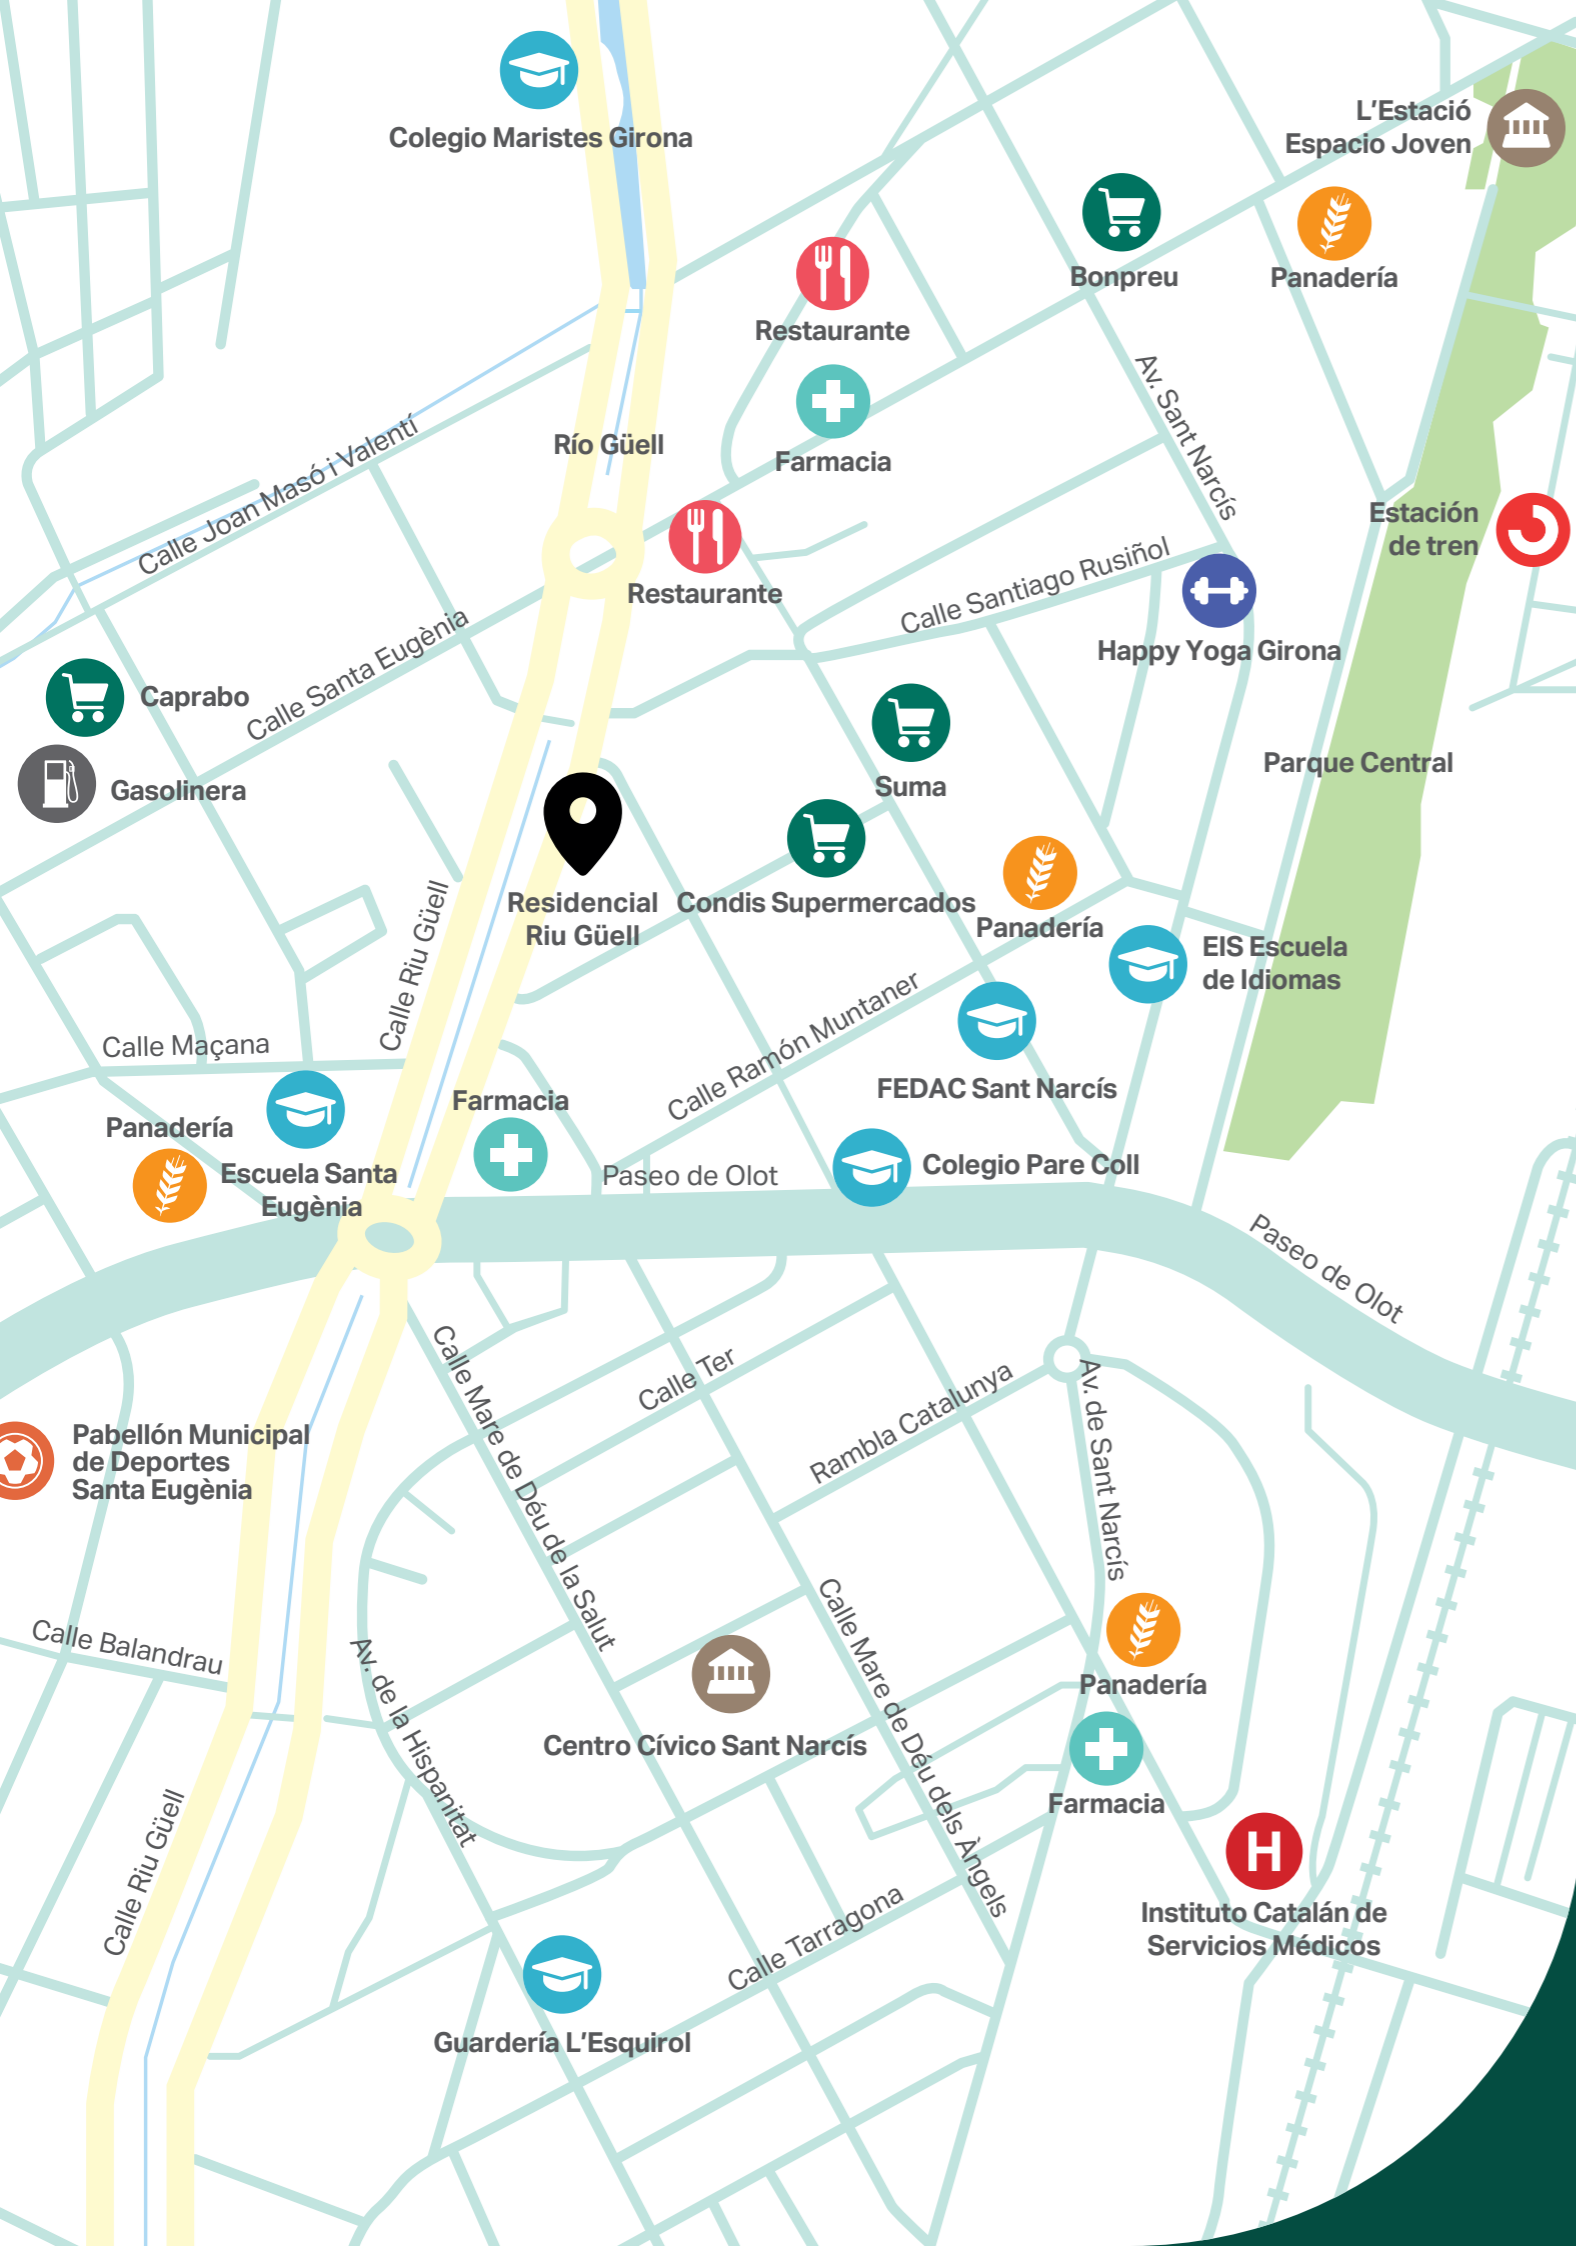 Colegio Maristes Girona
L'Estació
Espacio Joven
Bonpreu
Panadería
Restaurante
Av. Sant Narcís
Farmacia
Río Güell
Calle Joan Masó i Valentí
Estación
de tren
Restaurante
Calle Santiago Rusiñol
Happy Yoga Girona
Calle Santa Eugènia
Caprabo
Gasolinera
Parque Central
Suma
Residencial
Riu Güell
Condis Supermercados
Panadería
EIS Escuela
de Idiomas
Calle Riu Güell
Calle Maçana
Calle Ramón Muntaner
FEDAC Sant Narcís
Farmacia
Panadería
Escuela Santa
Eugènia
Paseo de Olot
Colegio Pare Coll
Paseo de Olot
Calle Mare de Déu de la Salut
Calle Ter
Rambla Catalunya
Av. de Sant Narcís
Pabellón Municipal
de Deportes
Santa Eugènia
Calle Balandrau
Av. de la Hispanitat
Calle Mare de Déu dels Àngels
Panadería
Centro Cívico Sant Narcís
Farmacia
Calle Riu Güell
H
Instituto Catalán de
Servicios Médicos
Calle Tarragona
Guardería L'Esquirol